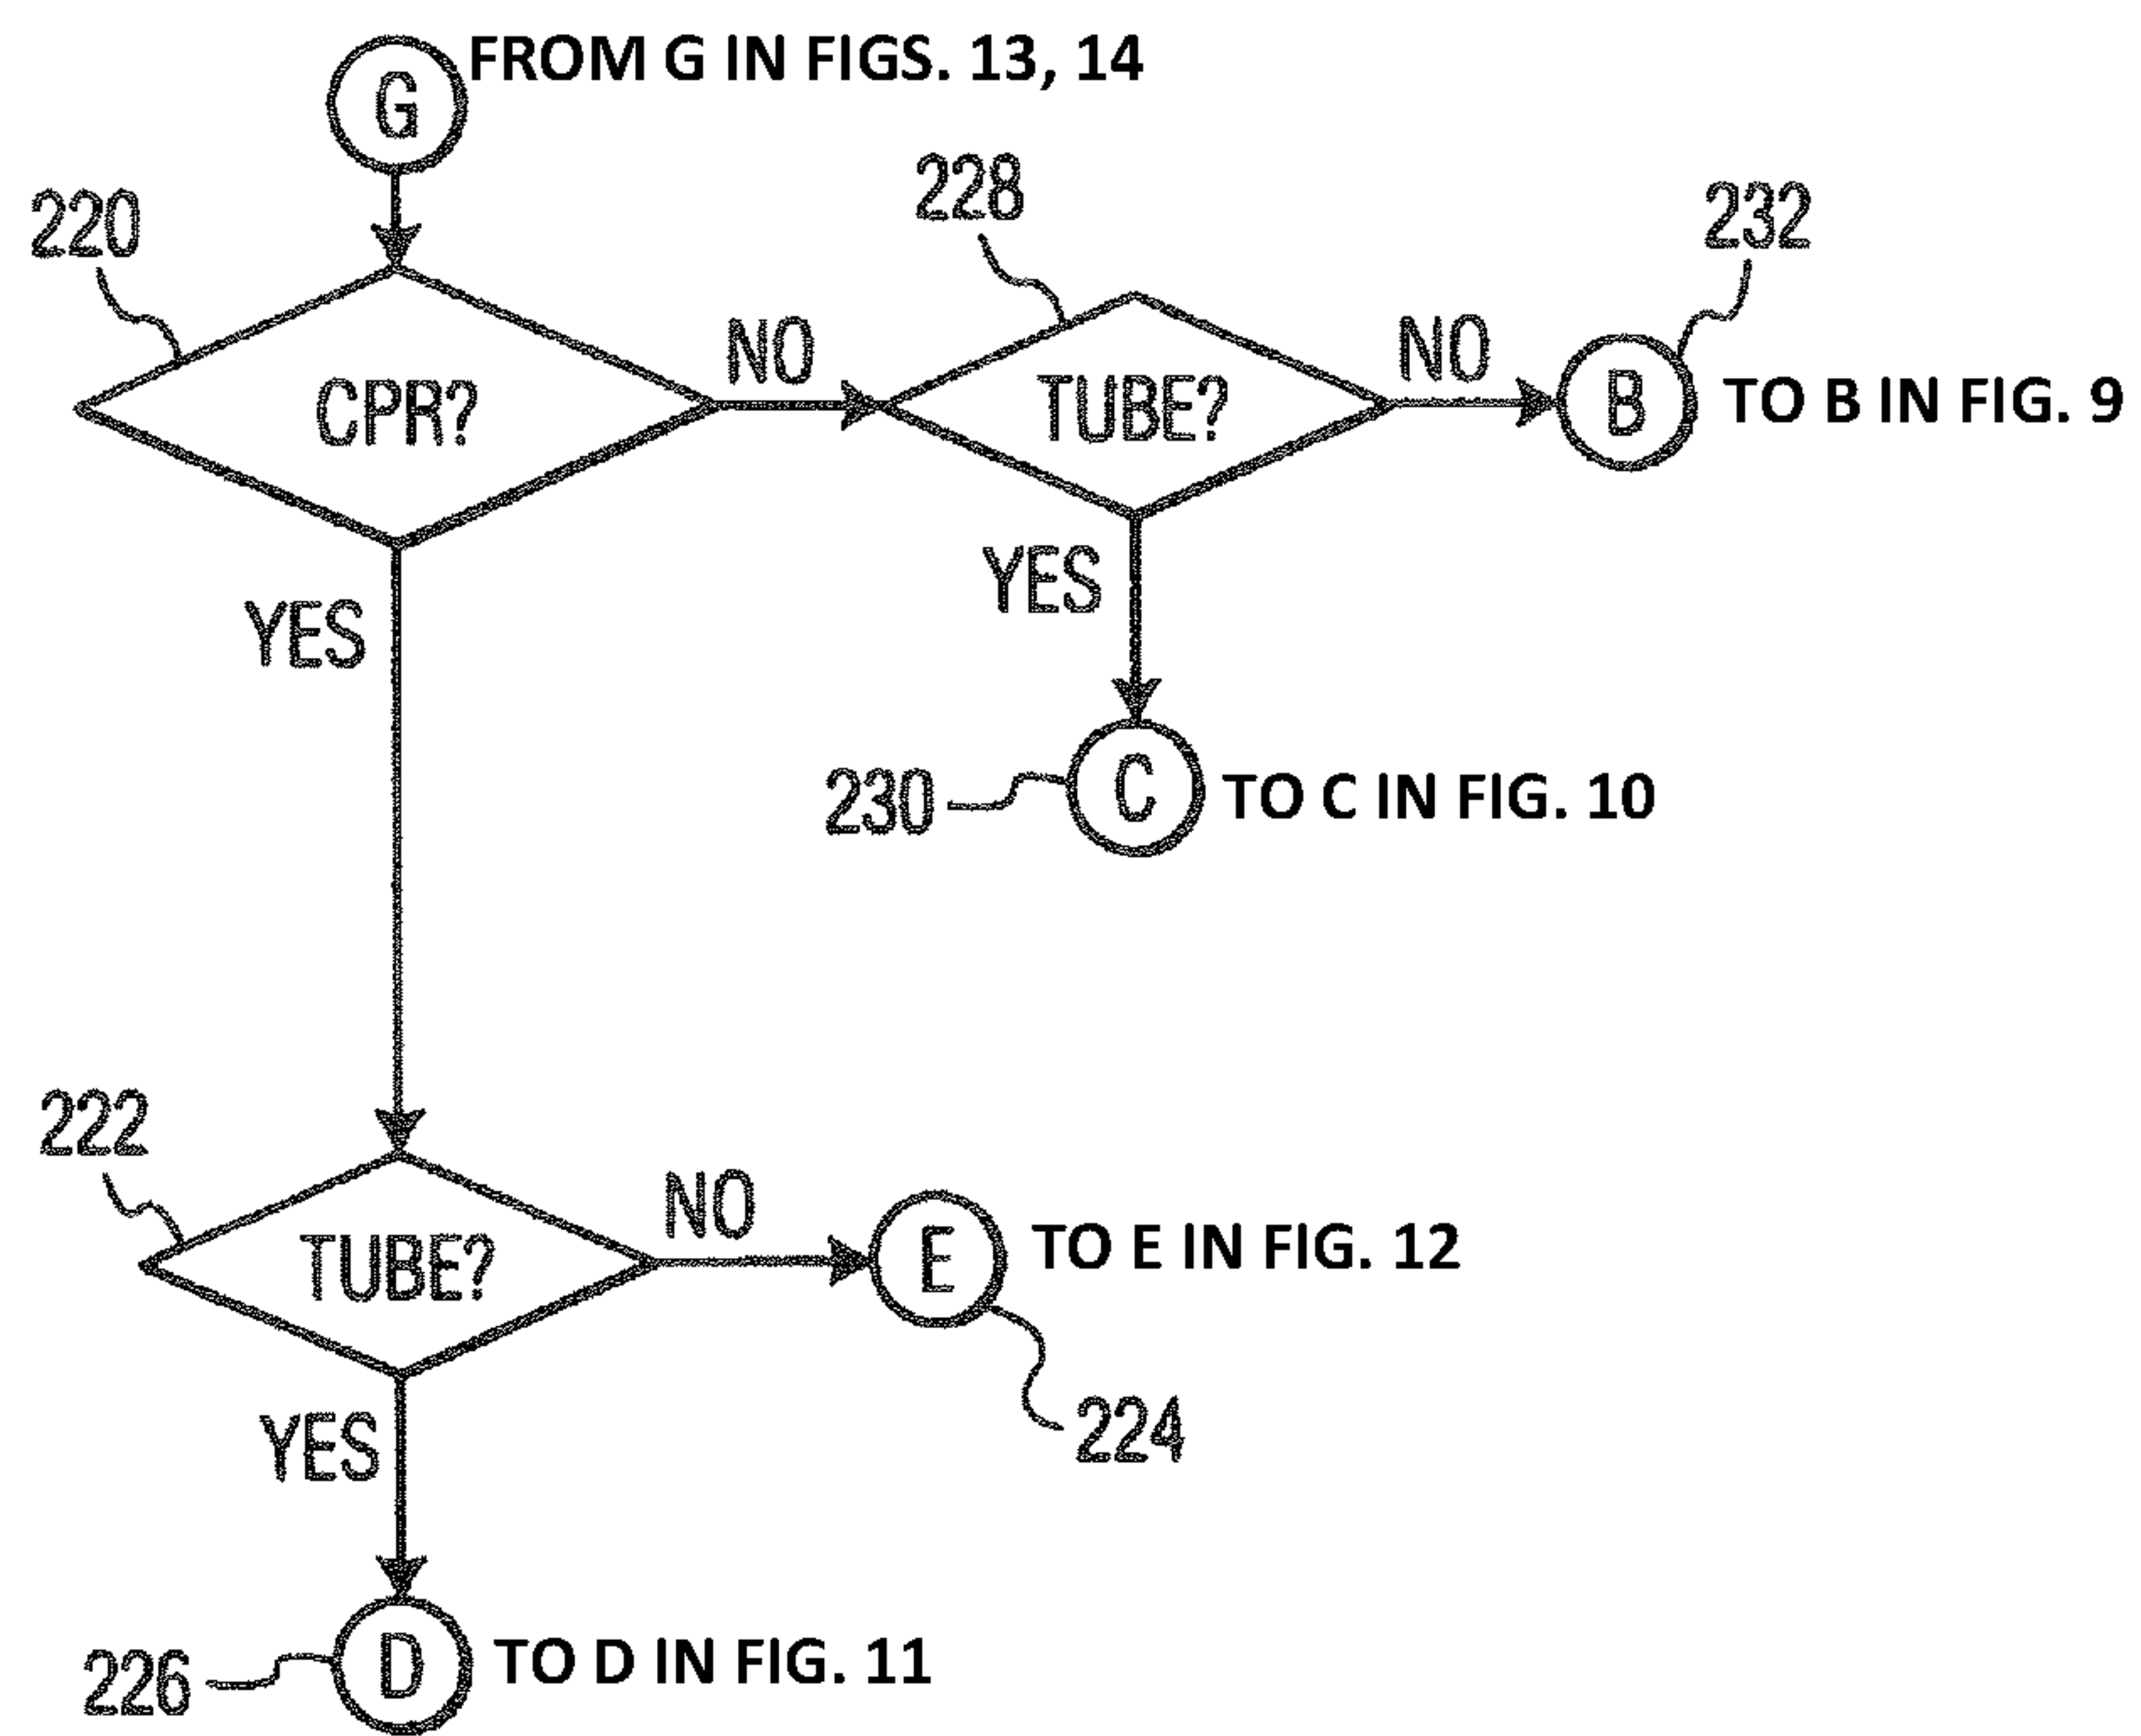 G FROM G IN FIGS. 13, 14
220
228
232
CPR?
NO
TUBE?
NO
B TO B IN FIG. 9
YES
YES
230
C TO C IN FIG. 10
222
TUBE?
NO
E TO E IN FIG. 12
224
YES
226
D TO D IN FIG. 11